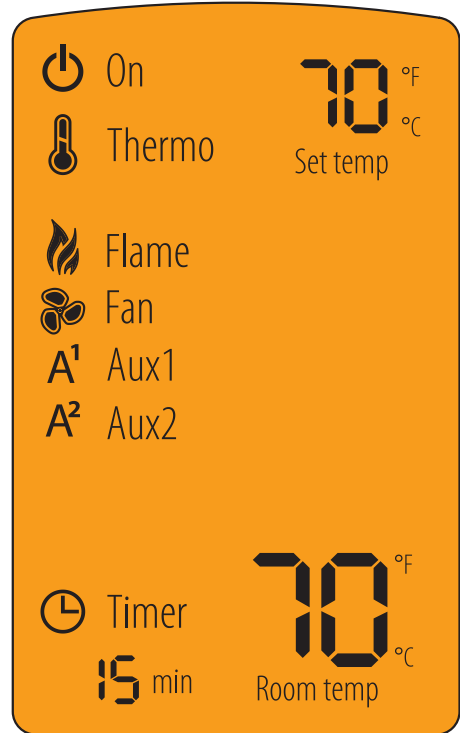 On 70 °F
°C
Thermo Set temp
Flame
Fan
A¹ Aux1
A² Aux2
70 °F
Timer
°C
15 min Room temp